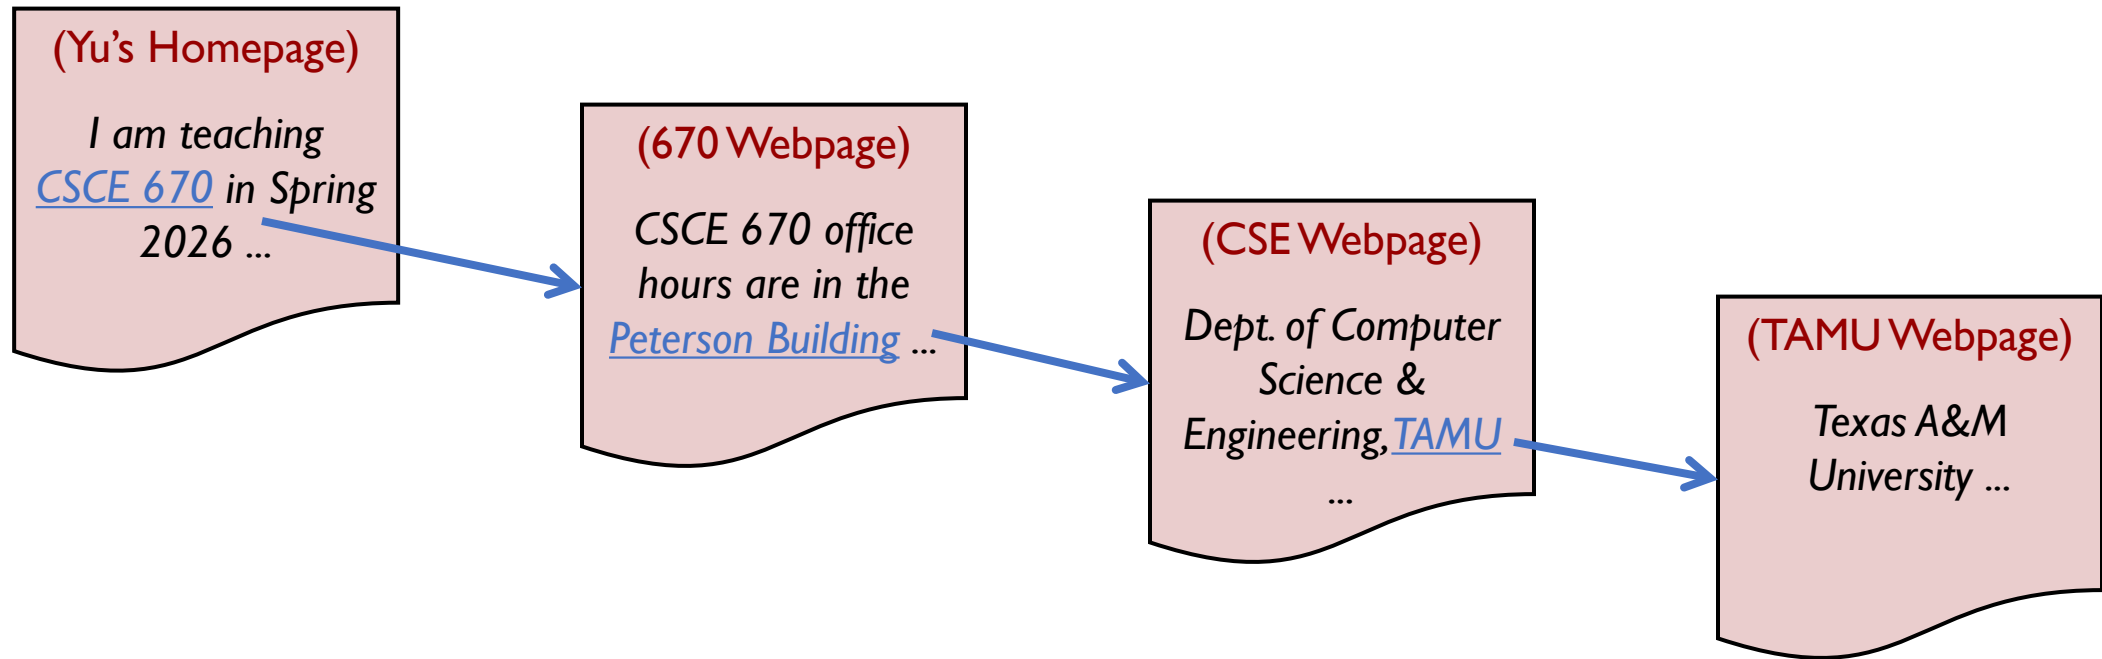 (Yu's Homepage)
I am teaching
CSCE 670 in Spring
2026 ...
(670 Webpage)
CSCE 670 office
hours are in the
Peterson Building ...
(CSE Webpage)
Dept. of Computer
Science &
Engineering, TAMU
...
(TAMU Webpage)
Texas A&M
University ...